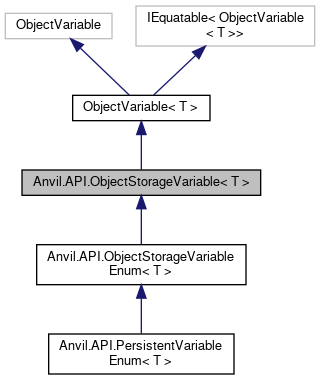 ObjectVariable
IEquatable< ObjectVariable
< T >>
ObjectVariable< T >
Anvil.API.ObjectStorageVariable< T >
Anvil.API.ObjectStorageVariable
Enum< T >
Anvil.API.PersistentVariable
Enum< T >